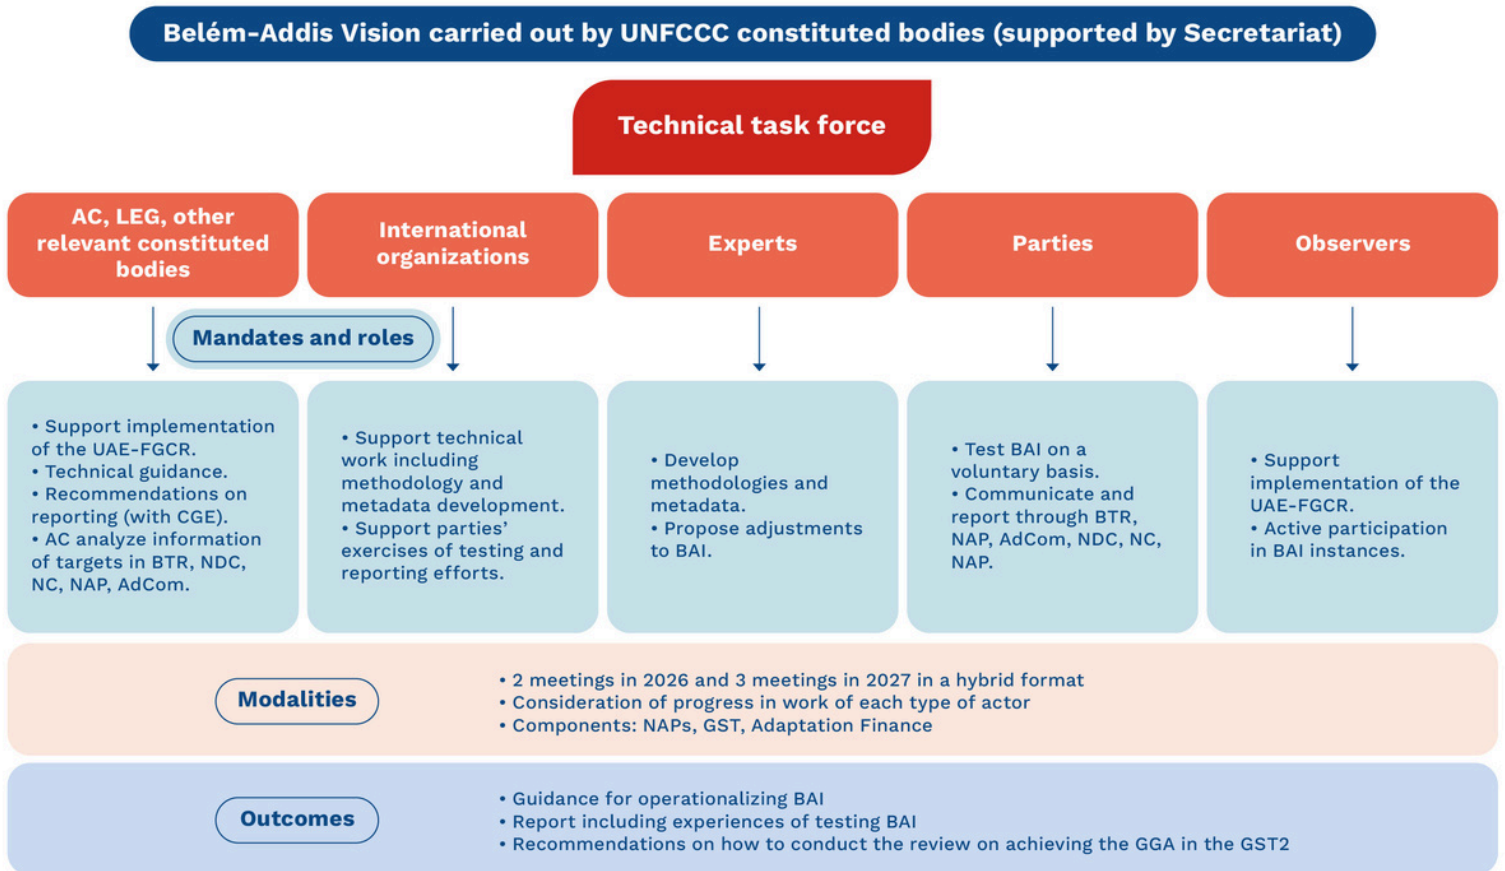 Belém-Addis Vision carried out by UNFCCC constituted bodies (supported by Secretariat)
Technical task force
AC, LEG, other
relevant constituted
bodies
International
organizations
Experts
Parties
Observers
Mandates and roles
• Support implementation
of the UAE-FGCR.
• Technical guidance.
• Recommendations on
reporting (with CGE).
• AC analyze information
of targets in BTR, NDC,
NC, NAP, AdCom.
• Support technical
work including
methodology and
metadata development.
• Support parties’
exercises of testing and
reporting efforts.
• Develop
methodologies and
metadata.
• Propose adjustments
to BAI.
• Test BAI on a
voluntary basis.
• Communicate and
report through BTR,
NAP, AdCom, NDC, NC,
NAP.
• Support
implementation of the
UAE-FGCR.
• Active participation
in BAI instances.
Modalities
• 2 meetings in 2026 and 3 meetings in 2027 in a hybrid format
• Consideration of progress in work of each type of actor
• Components: NAPs, GST, Adaptation Finance
Outcomes
• Guidance for operationalizing BAI
• Report including experiences of testing BAI
• Recommendations on how to conduct the review on achieving the GGA in the GST2